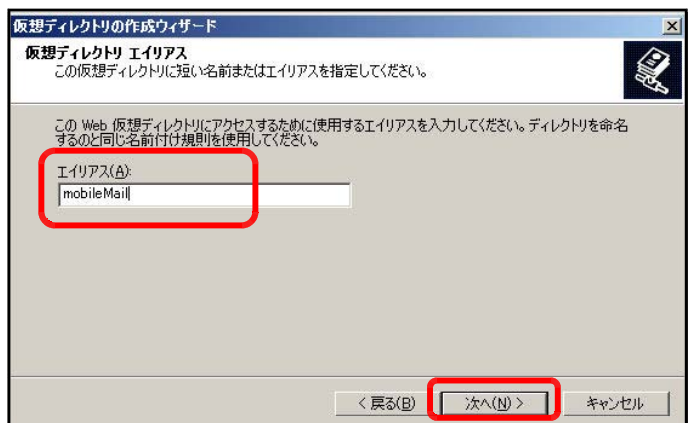 仮想ディレクトリの作成ウィザード
仮想ディレクトリ エイリアス
この仮想ディレクトリに短い名前またはエイリアスを指定してください。
この Web 仮想ディレクトリにアクセスするために使用するエイリアスを入力してください。ディレクトリを命名
するのと同じ名前付け規則を使用してください。
エイリアス(A):
mobileMail
< 戻る(B) 次へ(N) > キャンセル